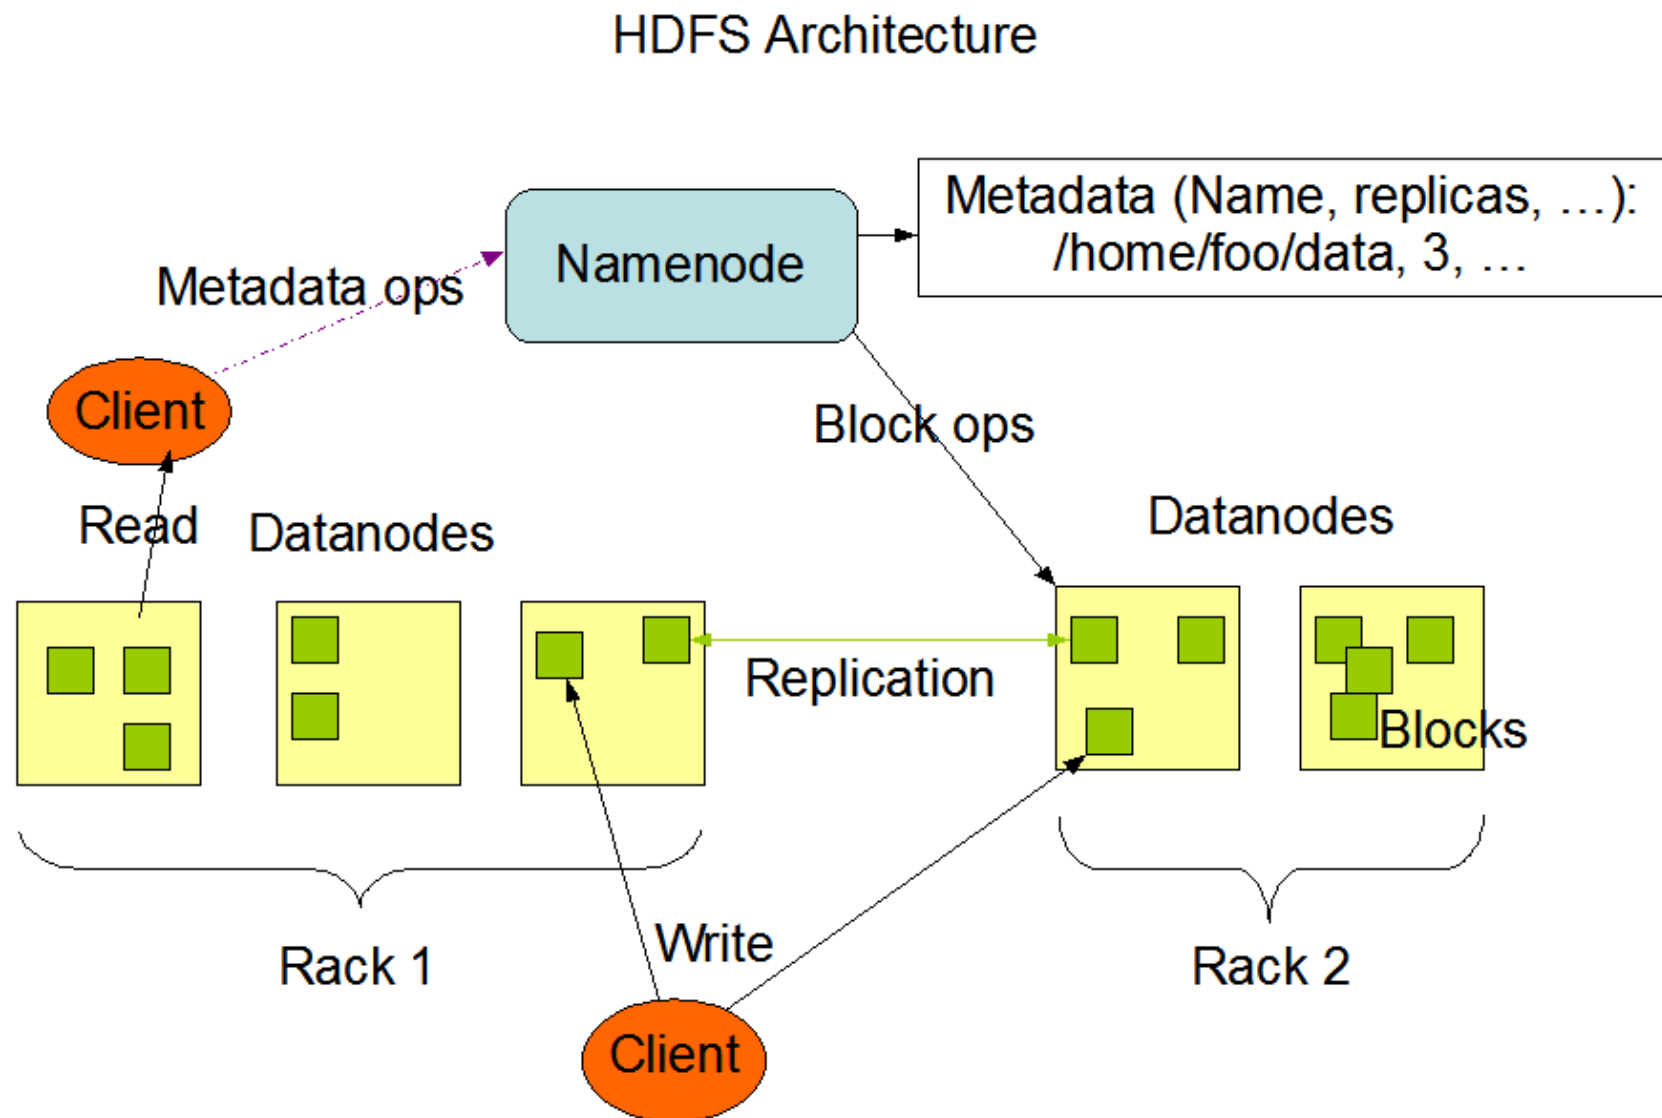 HDFS Architecture
Metadata (Name, replicas, …):
/home/foo/data, 3, …
Namenode
Metadata ops
Client
Block ops
Read
Datanodes
Datanodes
Replication
Blocks
Rack 1
Write
Rack 2
Client